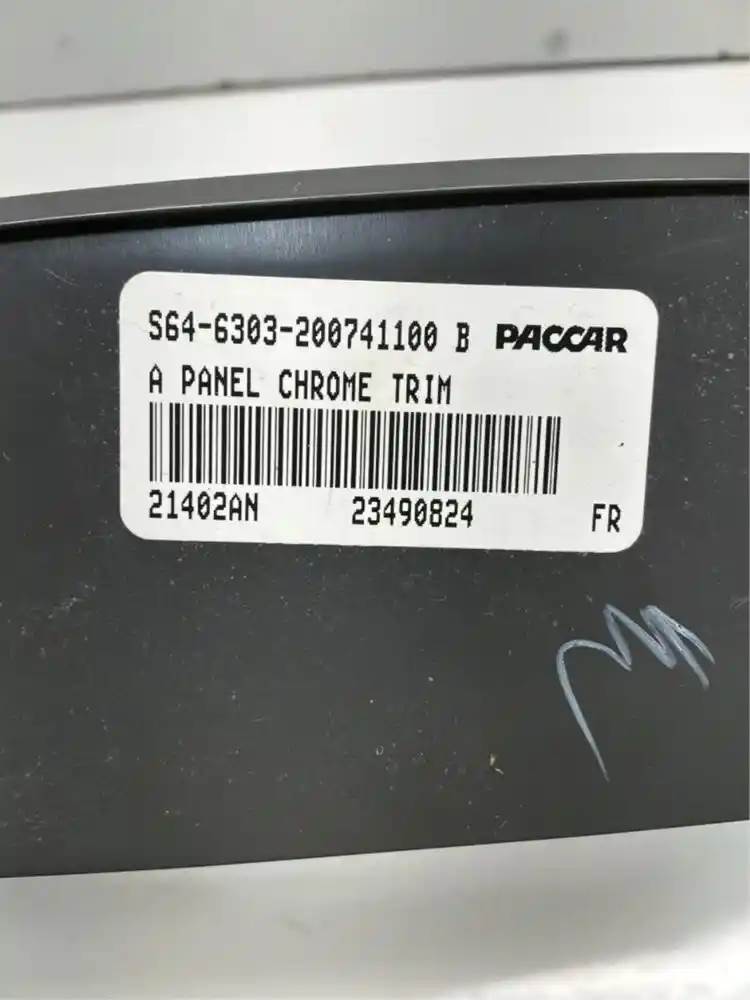 S64-6303-200741100 B PACCAR
A PANEL CHROME TRIM
21402AN 23490824 FR